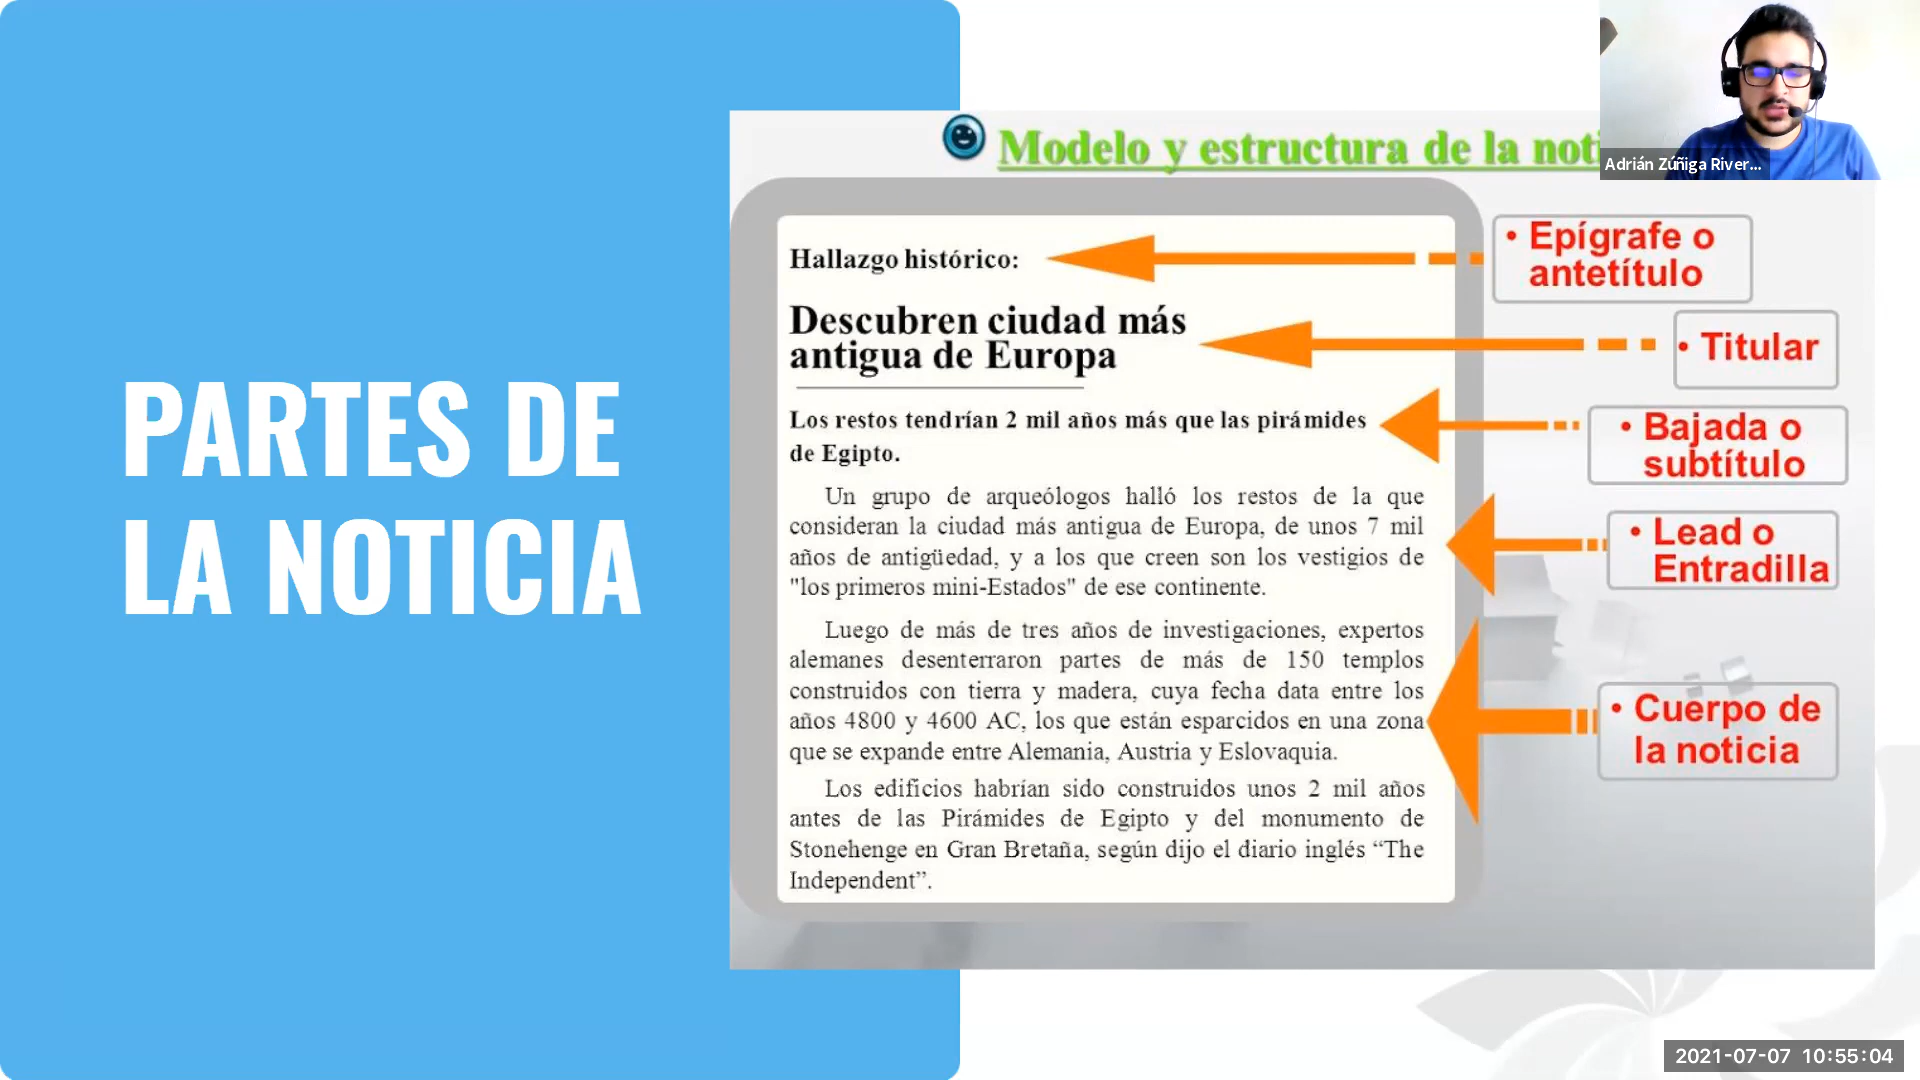 PARTES DE
LA NOTICIA
Modelo y estructura de la noti
Adrián Zúñiga River...
Hallazgo histórico:
• Epígrafe o
antetítulo
Descubren ciudad más
antigua de Europa
• Titular
Los restos tendrían 2 mil años más que las pirámides
de Egipto.
• Bajada o
subtítulo
Un grupo de arqueólogos halló los restos de la que
consideran la ciudad más antigua de Europa, de unos 7 mil
años de antigüedad, y a los que creen son los vestigios de
"los primeros mini-Estados" de ese continente.
• Lead o
Entradilla
Luego de más de tres años de investigaciones, expertos
alemanes desenterraron partes de más de 150 templos
construidos con tierra y madera, cuya fecha data entre los
años 4800 y 4600 AC, los que están esparcidos en una zona
que se expande entre Alemania, Austria y Eslovaquia.
Los edificios habrían sido construidos unos 2 mil años
antes de las Pirámides de Egipto y del monumento de
Stonehenge en Gran Bretaña, según dijo el diario inglés “The
Independent”.
• Cuerpo de
la noticia
2021-07-07 10:55:04